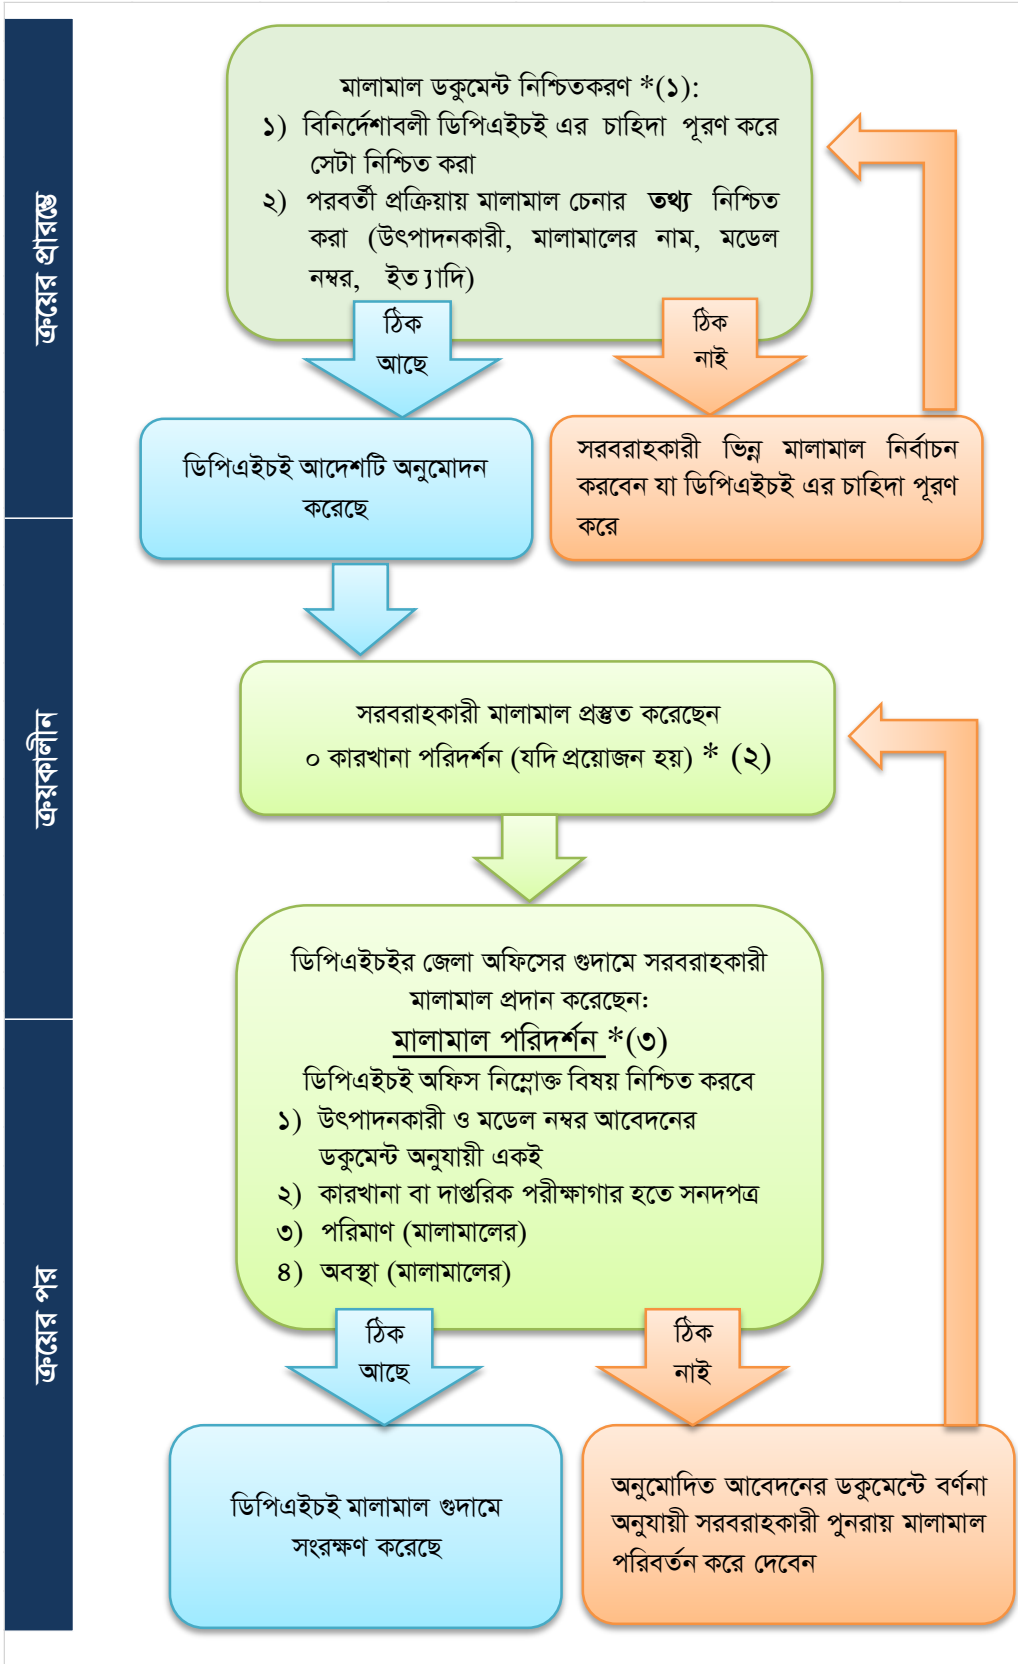 ক্রয়ের প্রারম্ভে
মালামাল ডকুমেন্ট নিশ্চিতকরণ *(১):
১) বিনির্দেশাবলী ডিপিএইচই এর চাহিদা পূরণ করে
সেটা নিশ্চিত করা
২) পরবর্তী প্রক্রিয়ায় মালামাল চেনার তথ্য নিশ্চিত
করা (উৎপাদনকারী, মালামালের নাম, মডেল
নম্বর, ইত্যাদি)
ঠিক
আছে
ঠিক
নাই
ডিপিএইচই আদেশটি অনুমোদন
করেছে
সরবরাহকারী ভিন্ন মালামাল নির্বাচন
করবেন যা ডিপিএইচই এর চাহিদা পূরণ
করে
ক্রয়কালীন
সরবরাহকারী মালামাল প্রস্তুত করেছেন
০ কারখানা পরিদর্শন (যদি প্রয়োজন হয়) * (২)
ডিপিএইচইর জেলা অফিসের গুদামে সরবরাহকারী
মালামাল প্রদান করেছেন:
মালামাল পরিদর্শন *(৩)
ডিপিএইচই অফিস নিম্নোক্ত বিষয় নিশ্চিত করবে
১) উৎপাদনকারী ও মডেল নম্বর আবেদনের
ডকুমেন্ট অনুযায়ী একই
২) কারখানা বা দাপ্তরিক পরীক্ষাগার হতে সনদপত্র
৩) পরিমাণ (মালামালের)
৪) অবস্থা (মালামালের)
ক্রয়ের পর
ঠিক
আছে
ঠিক
নাই
ডিপিএইচই মালামাল গুদামে
সংরক্ষণ করেছে
অনুমোদিত আবেদনের ডকুমেন্টে বর্ণনা
অনুযায়ী সরবরাহকারী পুনরায় মালামাল
পরিবর্তন করে দেবেন